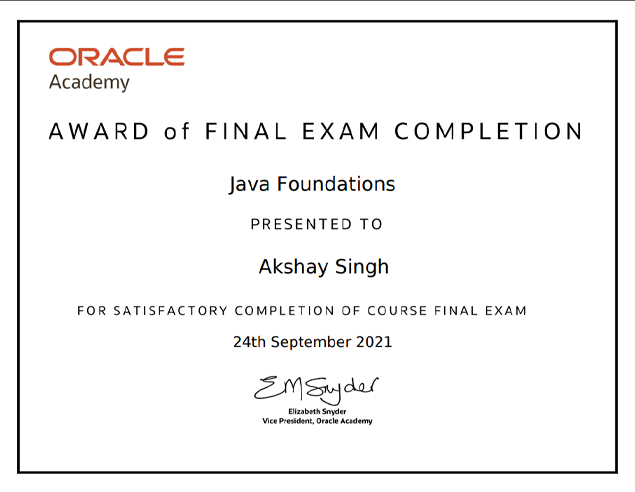 ORACLE
Academy
AWARD of FINAL EXAM COMPLETION
Java Foundations
PRESENTED TO
Akshay Singh
FOR SATISFACTORY COMPLETION OF COURSE FINAL EXAM
24th September 2021
EMSnyder
Elizabeth Snyder
Vice President, Oracle Academy